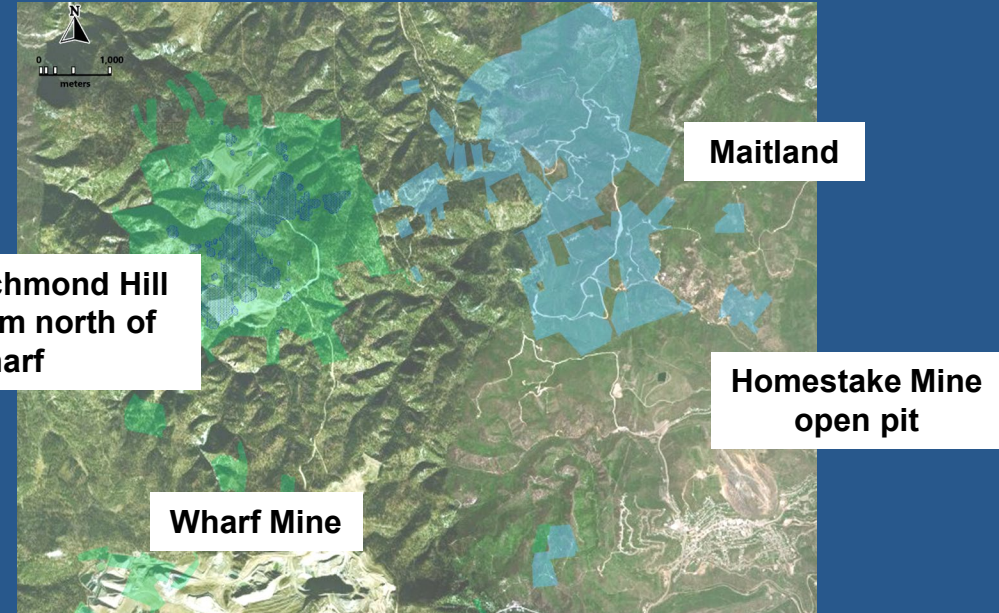 N
0 1,000
meters
Maitland
chmond Hill
m north of
arf
Homestake Mine
open pit
Wharf Mine